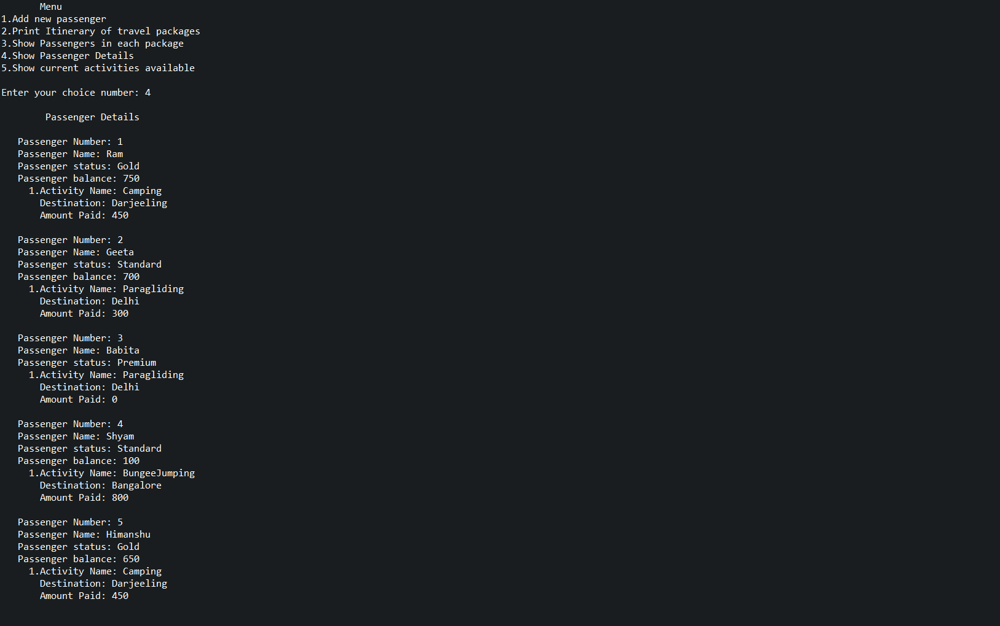 Menu
1.Add new passenger
2.Print Itinerary of travel packages
3.Show Passengers in each package
4.Show Passenger Details
5.Show current activities available
Enter your choice number: 4
Passenger Details
Passenger Number: 1
Passenger Name: Ram
Passenger status: Gold
Passenger balance: 750
1.Activity Name: Camping
Destination: Darjeeling
Amount Paid: 450
Passenger Number: 2
Passenger Name: Geeta
Passenger status: Standard
Passenger balance: 700
1.Activity Name: Paragliding
Destination: Delhi
Amount Paid: 300
Passenger Number: 3
Passenger Name: Babita
Passenger status: Premium
1.Activity Name: Paragliding
Destination: Delhi
Amount Paid: 0
Passenger Number: 4
Passenger Name: Shyam
Passenger status: Standard
Passenger balance: 100
1.Activity Name: BungeeJumping
Destination: Bangalore
Amount Paid: 800
Passenger Number: 5
Passenger Name: Himanshu
Passenger status: Gold
Passenger balance: 650
1.Activity Name: Camping
Destination: Darjeeling
Amount Paid: 450